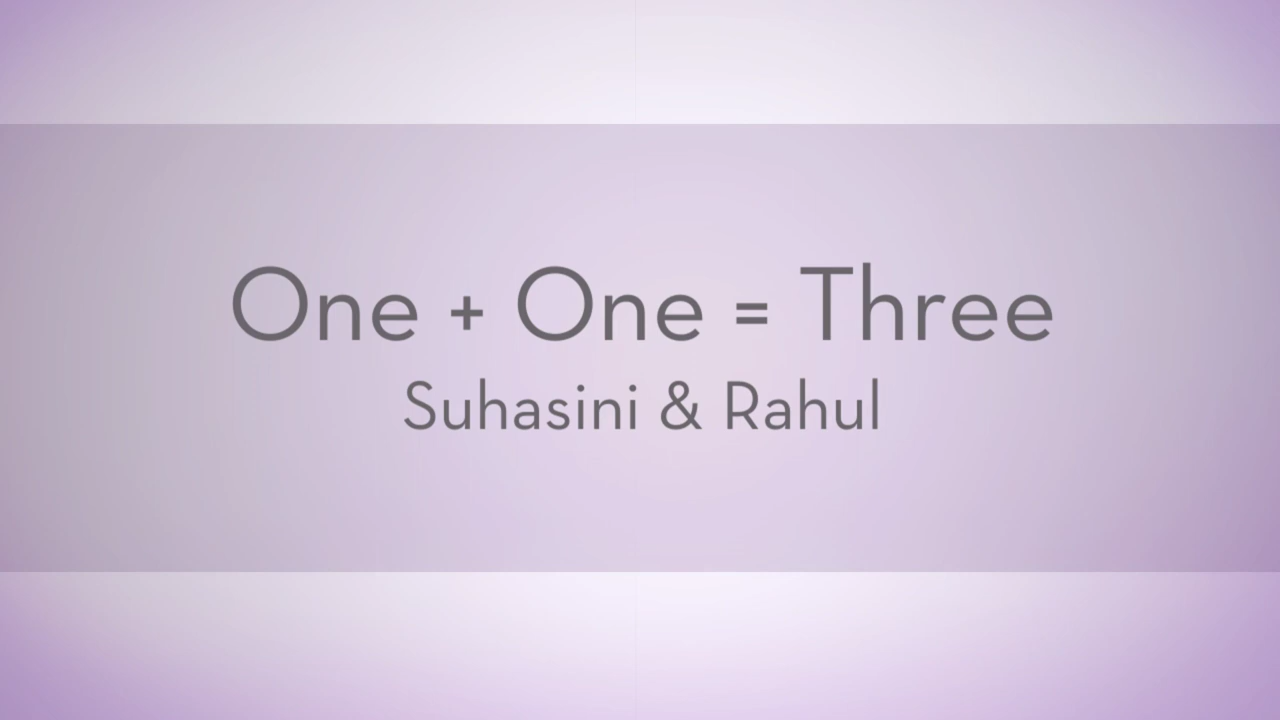 One + One = Three
Suhasini & Rahul